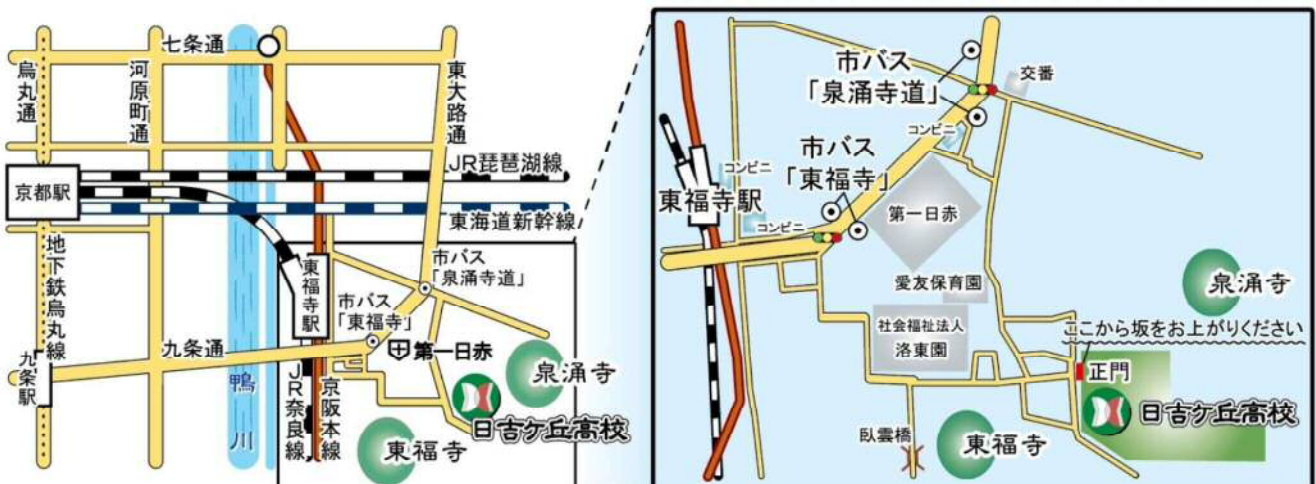 七条通
烏丸通
河原町通
東大路通
JR琵琶湖線
京都駅
東海道新幹線
地下鉄烏丸線
東福寺駅
市バス
「泉涌寺道」
市バス
「東福寺」
九条通
第一日赤
九条駅
鴨川
JR奈良線
京阪本線
泉涌寺
日吉ケ丘高校
東福寺
市バス
「泉涌寺道」
交番
コンビニ
市バス
「東福寺」
コンビニ
東福寺駅
第一日赤
コンビニ
愛友保育園
泉涌寺
社会福祉法人
洛東園
ここから坂をお上がりください
正門
日吉ケ丘高校
臥雲橋
東福寺